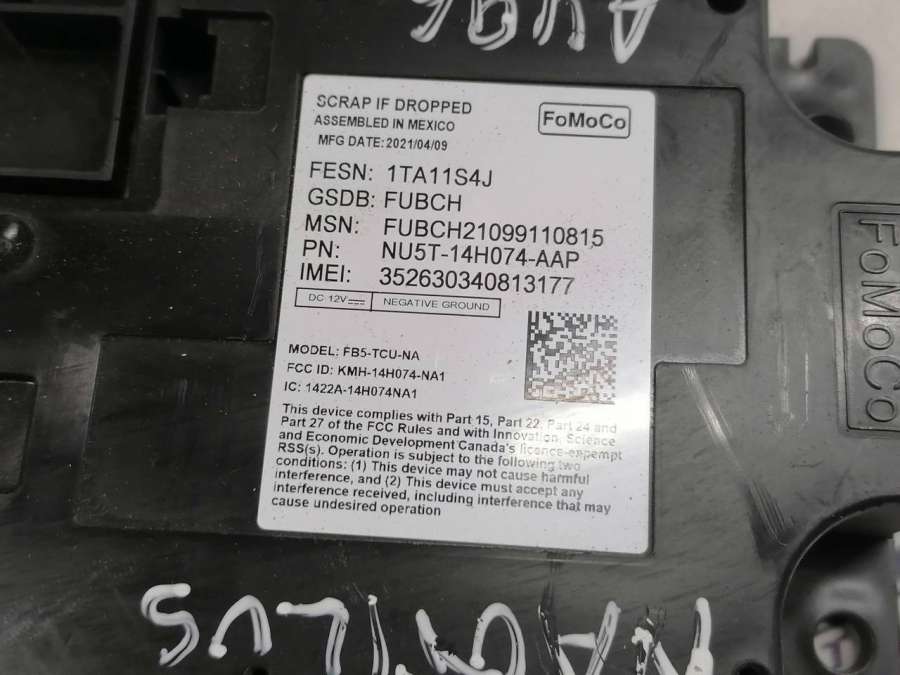 SCRAP IF DROPPED
ASSEMBLED IN MEXICO
MFG DATE: 2021/04/09
FoMoCo
FESN: 1TA11S4J
GSDB: FUBCH
MSN: FUBCH21099110815
PN: NU5T-14H074-AAP
IMEI: 352630340813177
DC 12V NEGATIVE GROUND
MODEL: FB5-TCU-NA
FCC ID: KMH-14H074-NA1
IC: 1422A-14H074NA1
This device complies with Part 15, Part 22, Part 24 and
Part 27 of the FCC Rules and with Innovation, Science
and Economic Development Canada's licence-exempt
RSS(s). Operation is subject to the following two
conditions: (1) This device may not cause harmful
interference, and (2) This device must accept any
interference received, including interference that may
cause undesired operation
FoMoCo